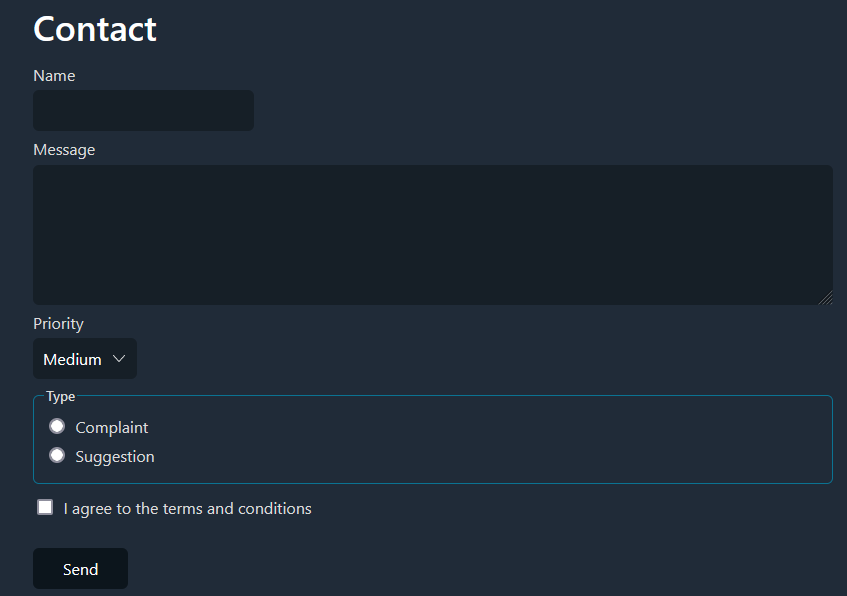 Contact
Name
Message
Priority
Medium
Type
Complaint
Suggestion
I agree to the terms and conditions
Send